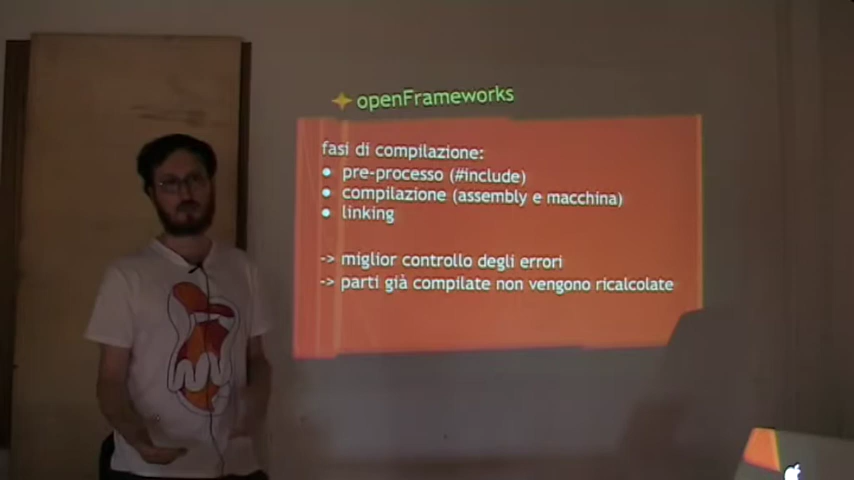 openFrameworks
fasi di compilazione:
● pre-processo (#include)
● compilazione (assembly e macchina)
● linking
-> miglior controllo degli errori
-> parti già compilate non vengono ricalcolate